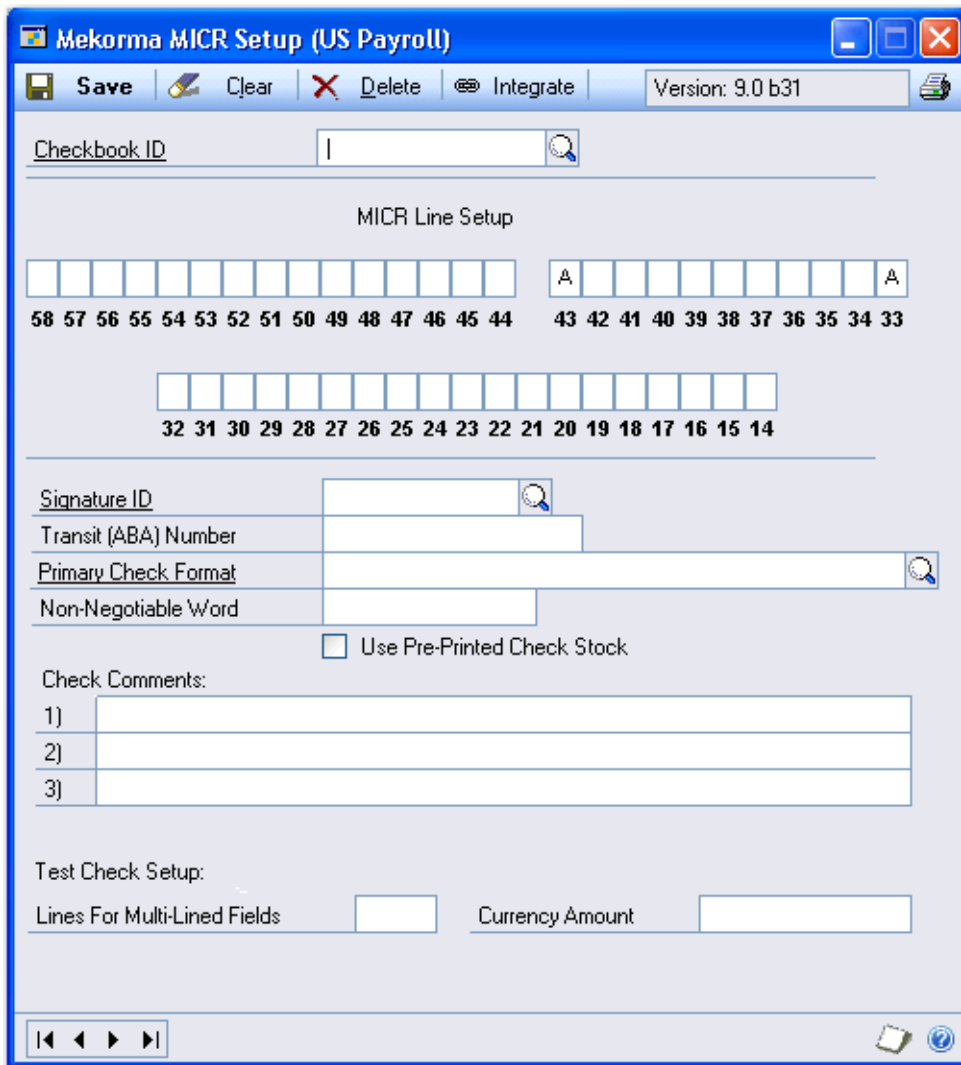 Mekorma MICR Setup (US Payroll)
Save Clear Delete Integrate Version: 9.0 b31
Checkbook ID
MICR Line Setup
A A
58 57 56 55 54 53 52 51 50 49 48 47 46 45 44 43 42 41 40 39 38 37 36 35 34 33
32 31 30 29 28 27 26 25 24 23 22 21 20 19 18 17 16 15 14
Signature ID
Transit (ABA) Number
Primary Check Format
Non-Negotiable Word
Use Pre-Printed Check Stock
Check Comments:
1)
2)
3)
Test Check Setup:
Lines For Multi-Lined Fields Currency Amount